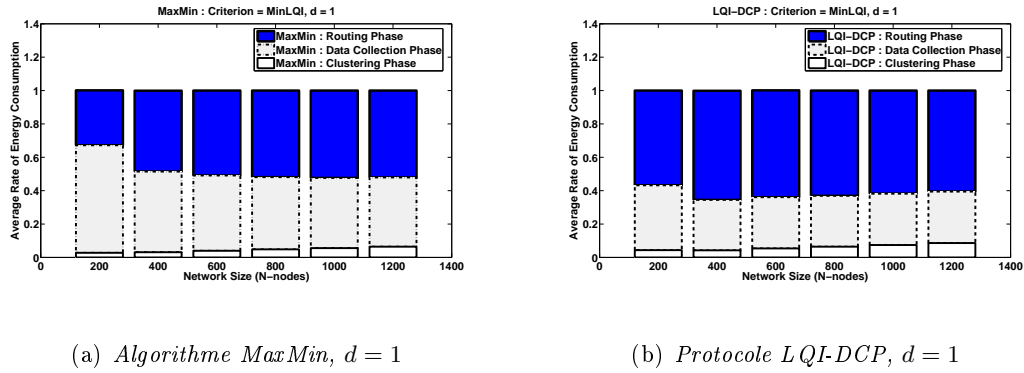 MaxMin : Criterion = MinLQI, d = 1
1.4
1.2
1
0.8
0.6
0.4
0.2
0
Average Rate of Energy Consumption
MaxMin : Routing Phase
MaxMin : Data Collection Phase
MaxMin : Clustering Phase
0 200 400 600 800 1000 1200 1400
Network Size (N−nodes)
(a) Algorithme MaxMin, d = 1
LQI−DCP : Criterion = MinLQI, d = 1
1.4
1.2
1
0.8
0.6
0.4
0.2
0
Average Rate of Energy Consumption
LQI−DCP : Routing Phase
LQI−DCP : Data Collection Phase
LQI−DCP : Clustering Phase
0 200 400 600 800 1000 1200 1400
Network Size (N−nodes)
(b) Protocole LQI-DCP, d = 1